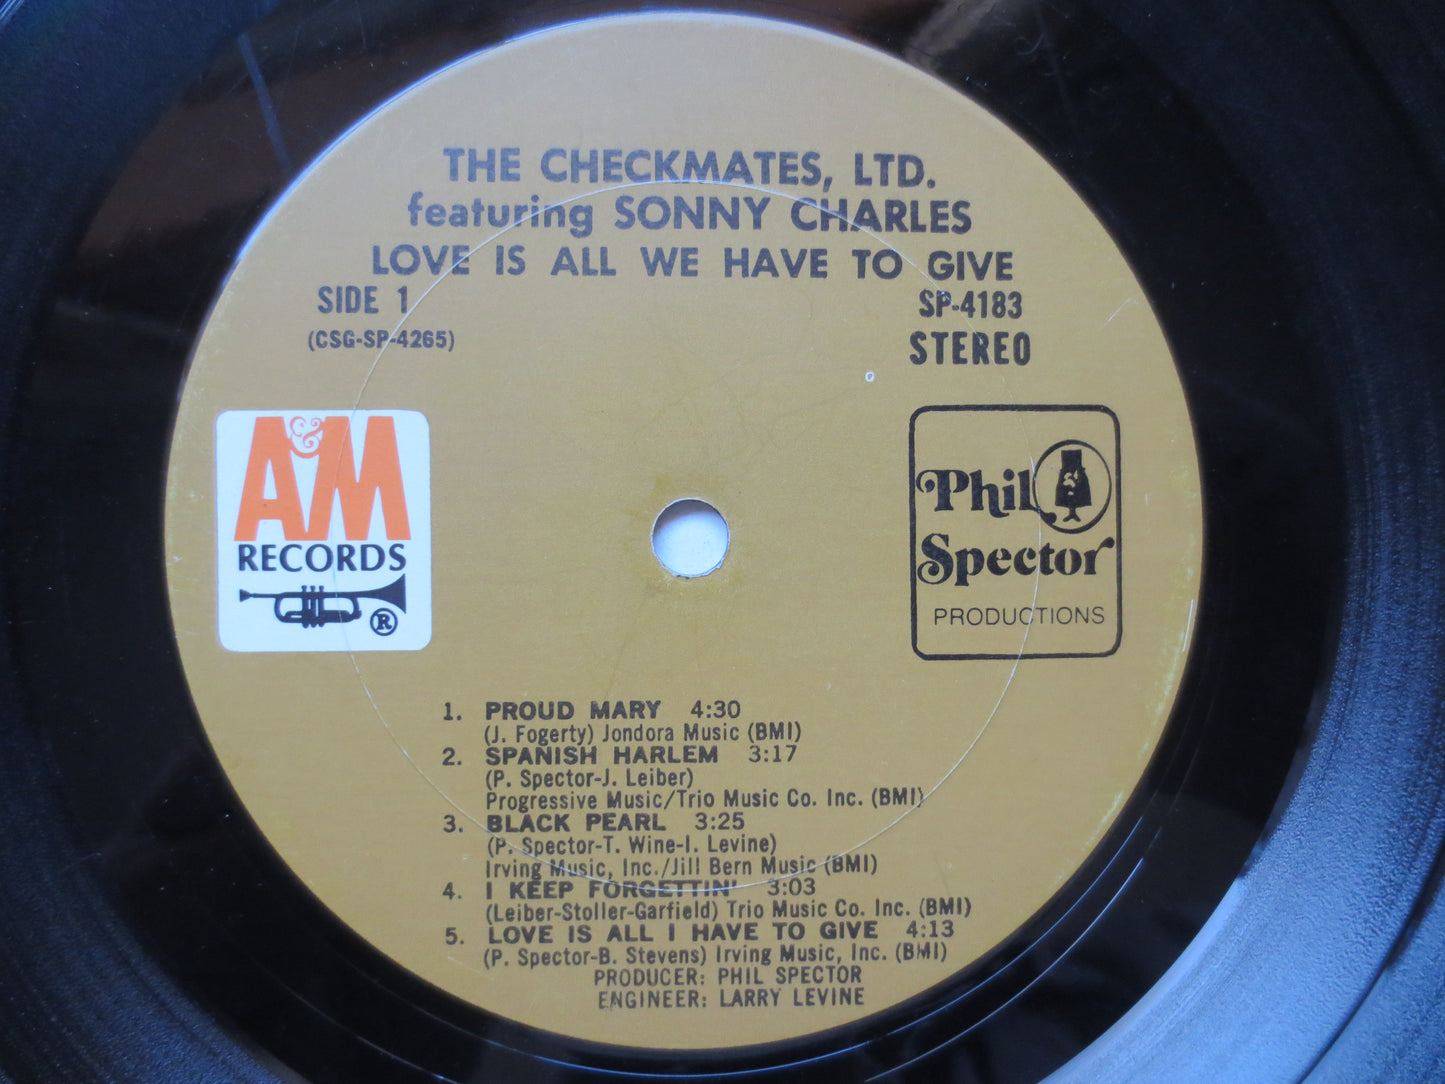 THE CHECKMATES, LTD.
featuring SONNY CHARLES
LOVE IS ALL WE HAVE TO GIVE
SIDE 1
(CSG-SP-4265)
SP-4183
STEREO
A&M
RECORDS
®
Phil
Spector
PRODUCTIONS
1. PROUD MARY 4:30
(J. Fogerty) Jondora Music (BMI)
2. SPANISH HARLEM 3:17
(P. Spector-J. Leiber)
Progressive Music/Trio Music Co. Inc. (BMI)
3. BLACK PEARL 3:25
(P. Spector-T. Wine-I. Levine)
Irving Music, Inc./Jill Bern Music (BMI)
4. I KEEP FORGETTIN' 3:03
(Leiber-Stoller-Garfield) Trio Music Co. Inc. (BMI)
5. LOVE IS ALL I HAVE TO GIVE 4:13
(P. Spector-B. Stevens) Irving Music, Inc. (BMI)
PRODUCER: PHIL SPECTOR
ENGINEER: LARRY LEVINE